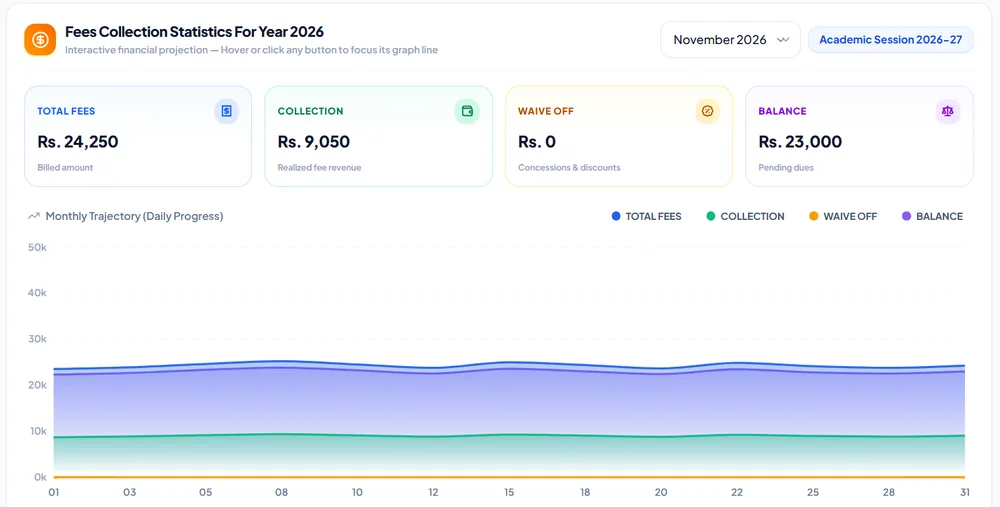 Fees Collection Statistics For Year 2026
Interactive financial projection — Hover or click any button to focus its graph line
November 2026
Academic Session 2026-27
TOTAL FEES
Rs. 24,250
Billed amount
COLLECTION
Rs. 9,050
Realized fee revenue
WAIVE OFF
Rs. 0
Concessions & discounts
BALANCE
Rs. 23,000
Pending dues
Monthly Trajectory (Daily Progress)
TOTAL FEES COLLECTION WAIVE OFF BALANCE
50k
40k
30k
20k
10k
0k
01 03 05 08 10 12 15 18 20 22 25 28 31